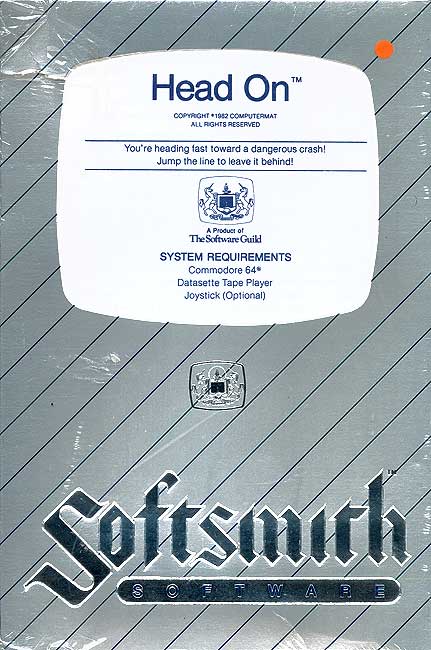 Head On™
COPYRIGHT ©1982 COMPUTERMAT
ALL RIGHTS RESERVED
You're heading fast toward a dangerous crash!
Jump the line to leave it behind!
A Product of
The Software Guild
SYSTEM REQUIREMENTS
Commodore 64®
Datasette Tape Player
Joystick (Optional)
Softsmith™
SOFTWARE